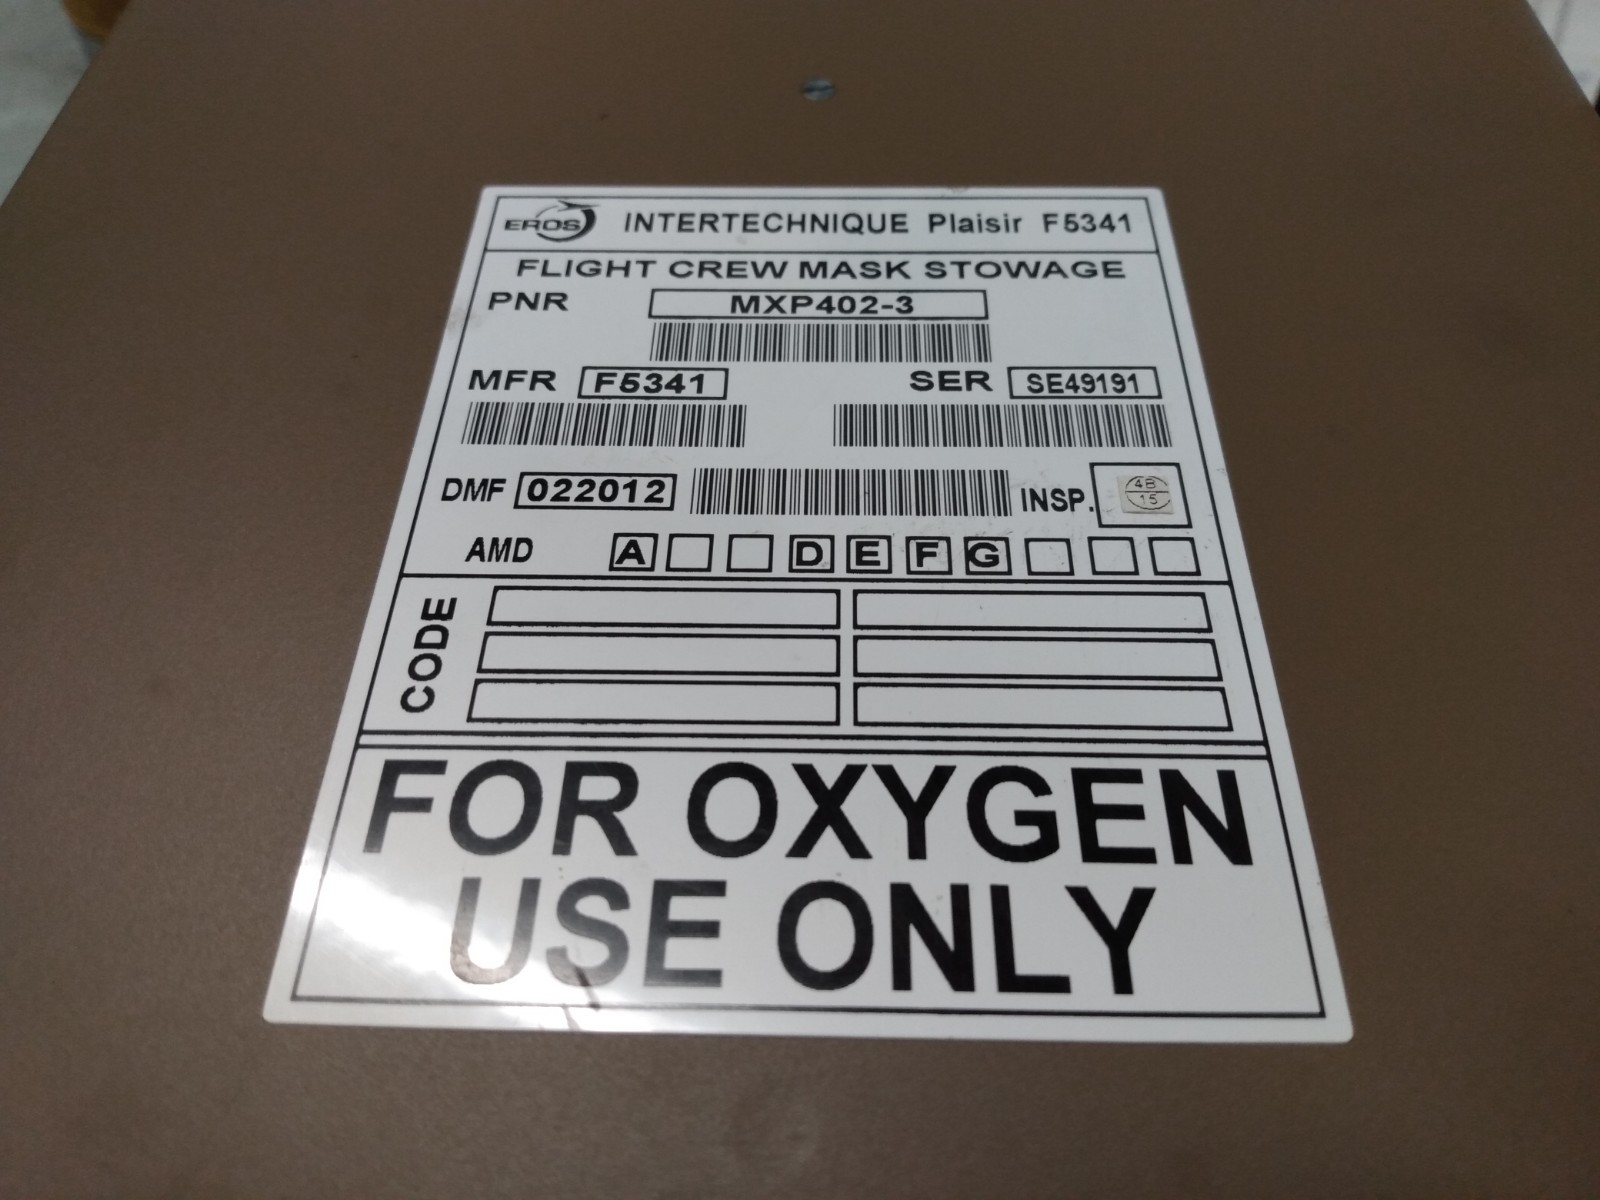 EROS INTERTECHNIQUE Plaisir F5341
FLIGHT CREW MASK STOWAGE
PNR MXP402-3
MFR F5341 SER SE49191
DMF 022012 INSP. 4B 15
AMD A D E F G
CODE
FOR OXYGEN
USE ONLY